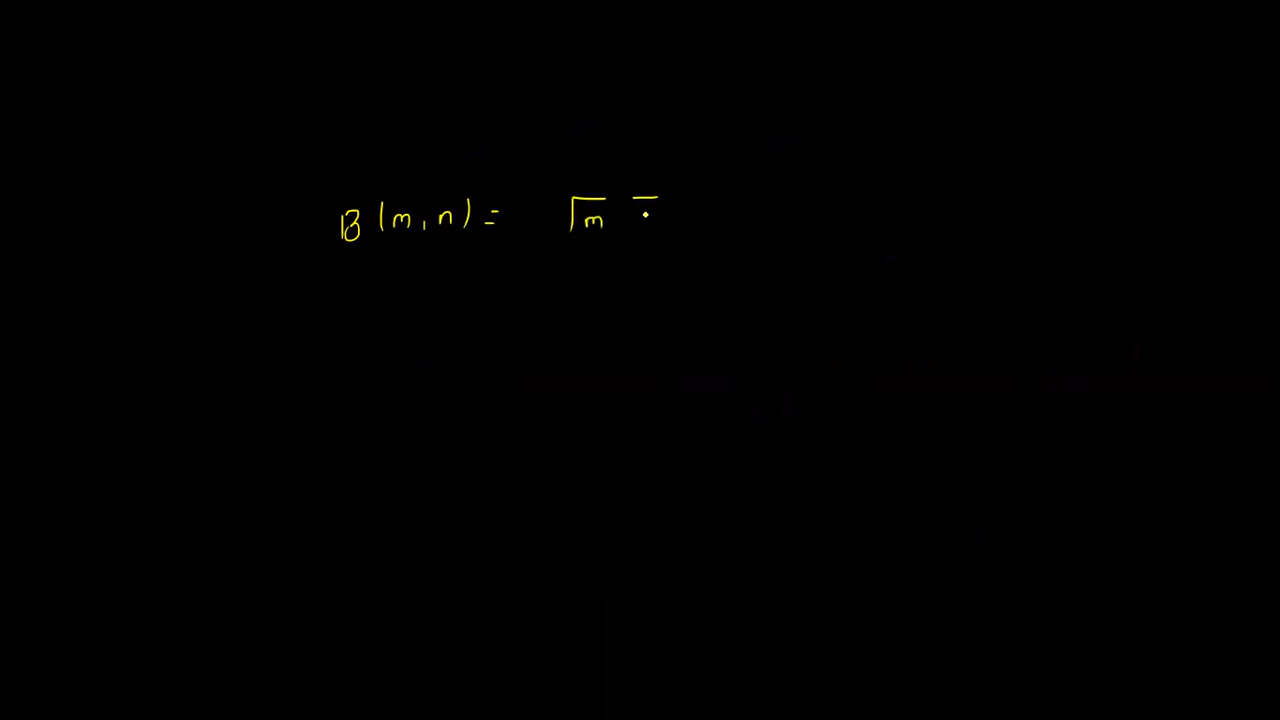 B (m, n) = Γm